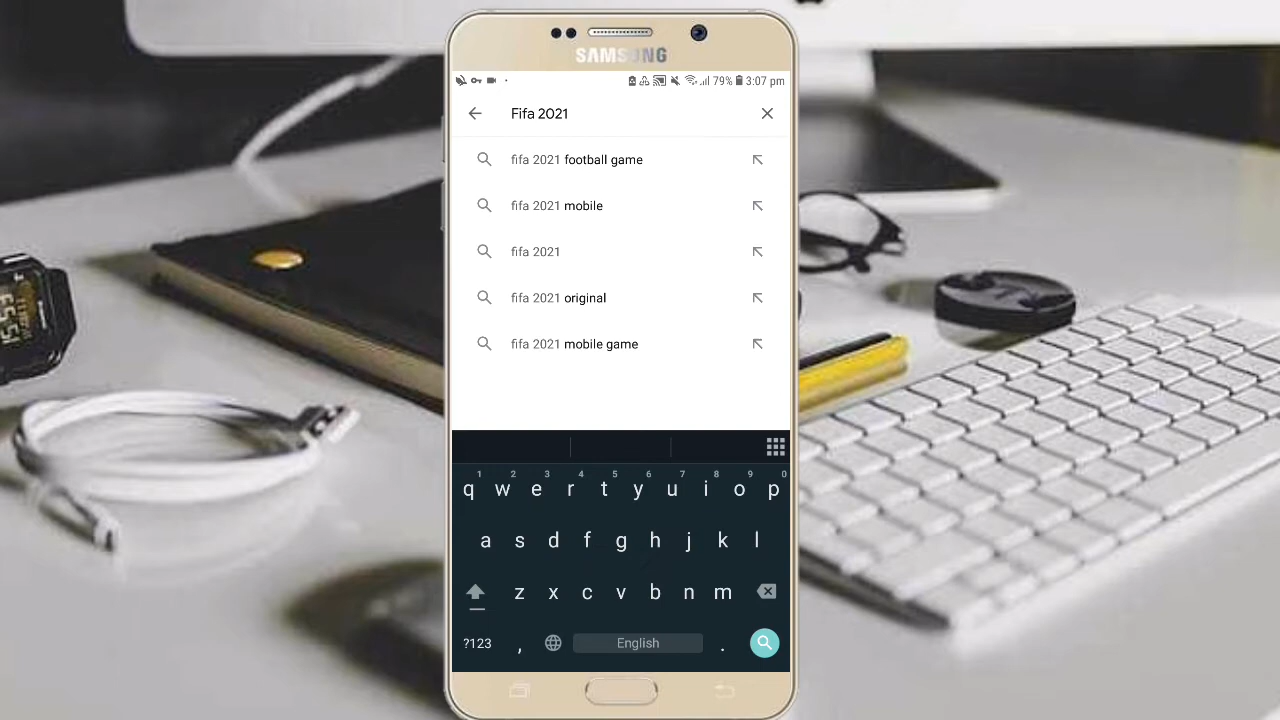 SAMSUNG
79% 3:07 pm
Fifa 2021
fifa 2021 football game
fifa 2021 mobile
fifa 2021
fifa 2021 original
fifa 2021 mobile game
1 2 3 4 5 6 7 8 9 0
q w e r t y u i o p
a s d f g h j k l
z x c v b n m
?123 , English .